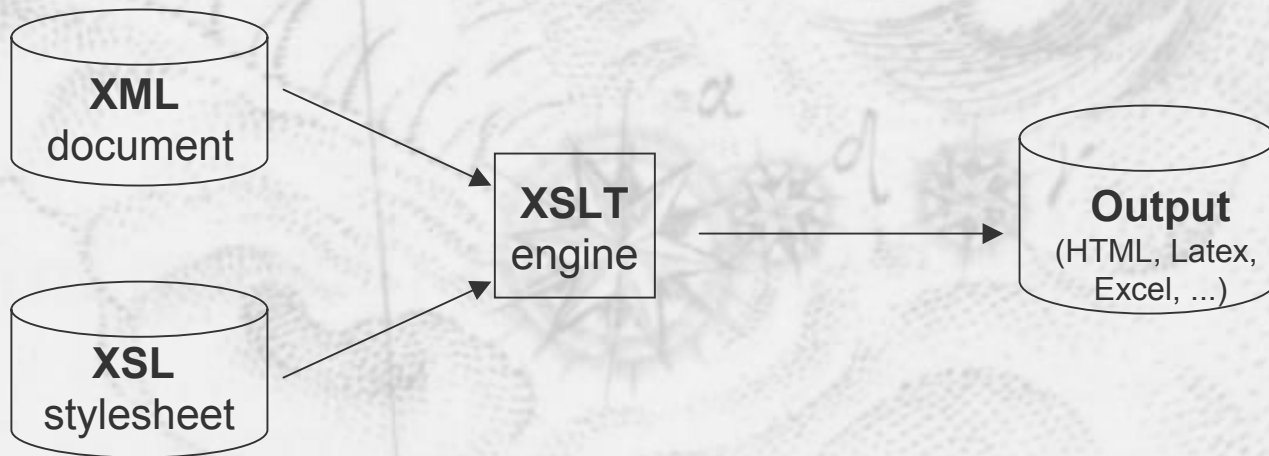 XML
document
XSL
stylesheet
XSLT
engine
Output
(HTML, Latex,
Excel, ...)
a
d